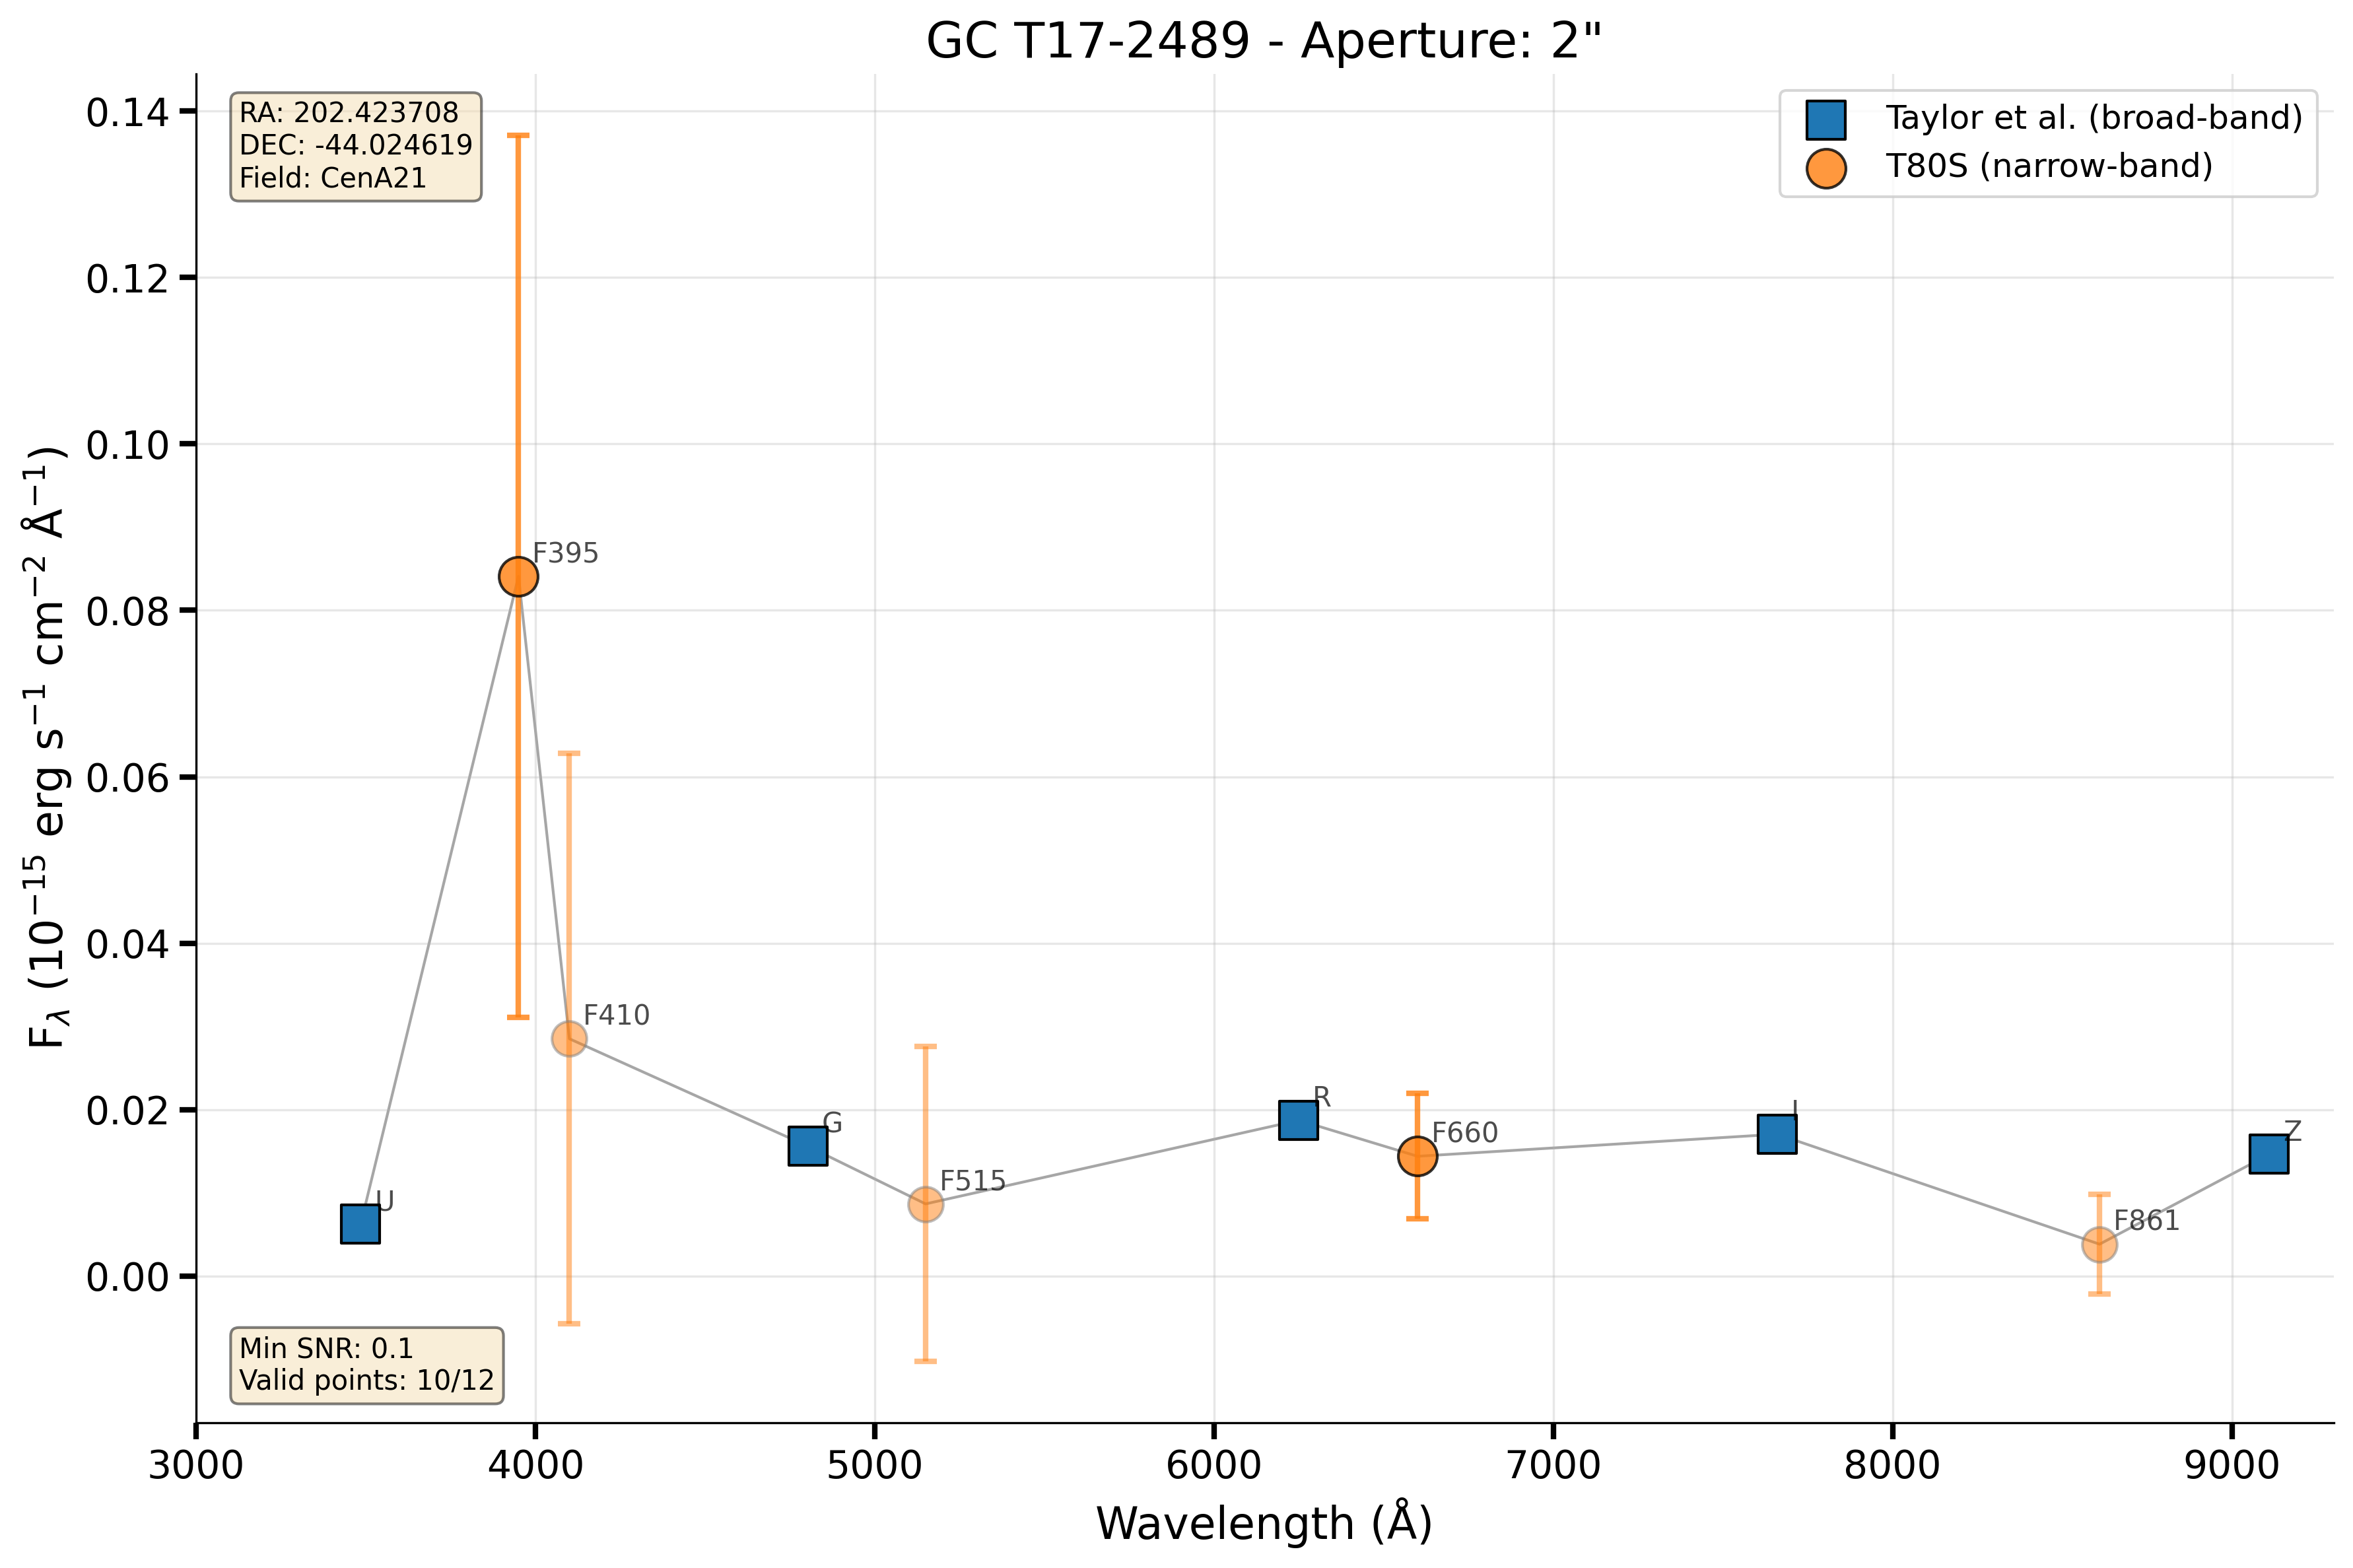 GC T17-2489 - Aperture: 2"
RA: 202.423708
DEC: -44.024619
Field: CenA21
Taylor et al. (broad-band)
T80S (narrow-band)
0.14
0.12
0.10
0.08
0.06
0.04
0.02
0.00
F_λ (10⁻¹⁵ erg s⁻¹ cm⁻² Å⁻¹)
F395
F410
U
G
F515
R
F660
I
F861
Z
Min SNR: 0.1
Valid points: 10/12
3000 4000 5000 6000 7000 8000 9000
Wavelength (Å)